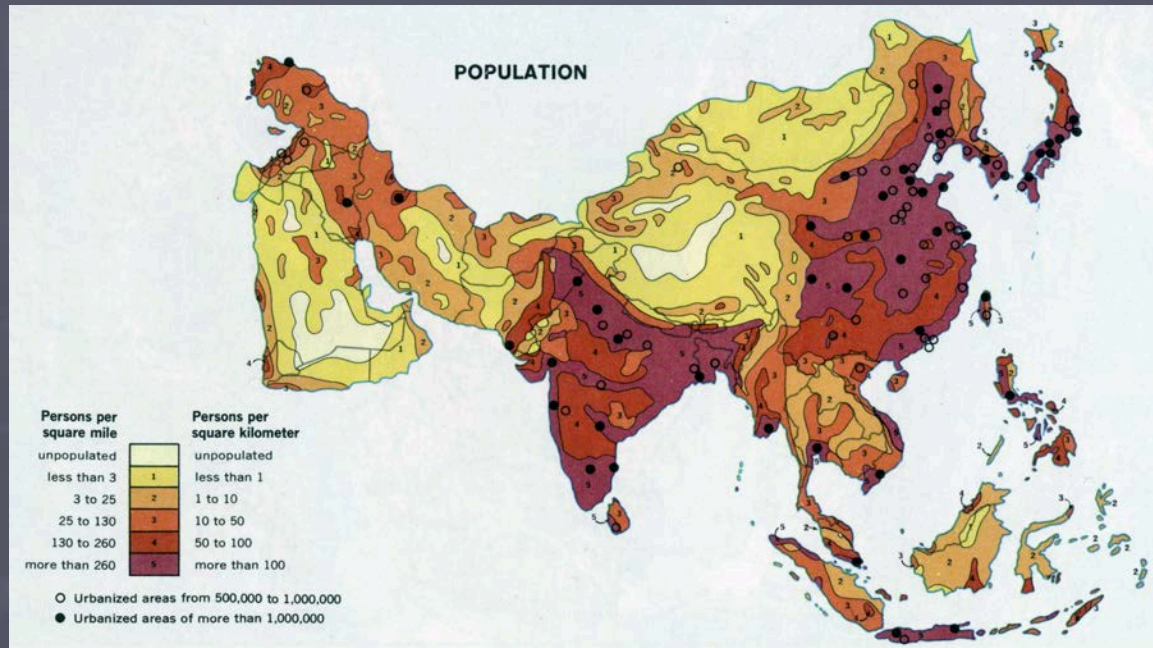 POPULATION
Persons per square mile
Persons per square kilometer
unpopulated unpopulated
less than 3 1 less than 1
3 to 25 2 1 to 10
25 to 130 3 10 to 50
130 to 260 4 50 to 100
more than 260 5 more than 100
Urbanized areas from 500,000 to 1,000,000
Urbanized areas of more than 1,000,000